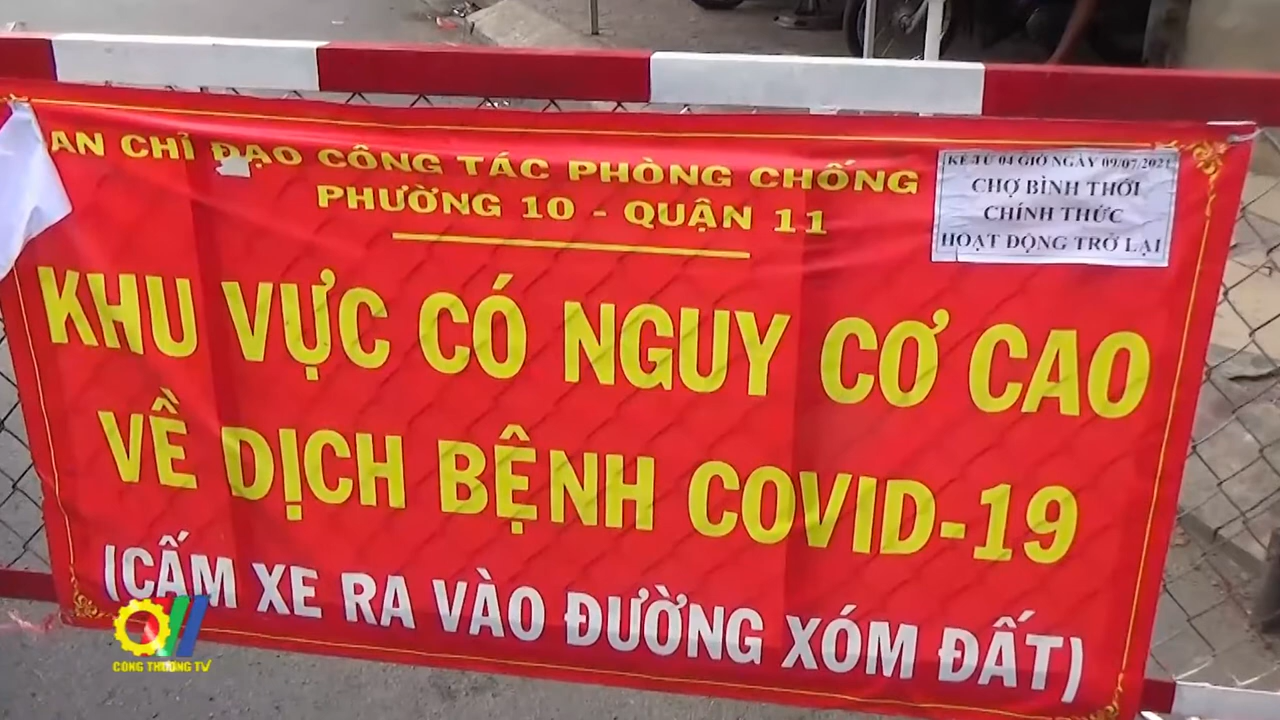 AN CHỈ ĐẠO CÔNG TÁC PHÒNG CHỐNG
PHƯỜNG 10 - QUẬN 11
KỂ TỪ 04 GIỜ NGÀY 09/07/2021
CHỢ BÌNH THỚI
CHÍNH THỨC
HOẠT ĐỘNG TRỞ LẠI
KHU VỰC CÓ NGUY CƠ CAO
VỀ DỊCH BỆNH COVID-19
(CẤM XE RA VÀO ĐƯỜNG XÓM ĐẤT)
CÔNG THƯƠNG TV